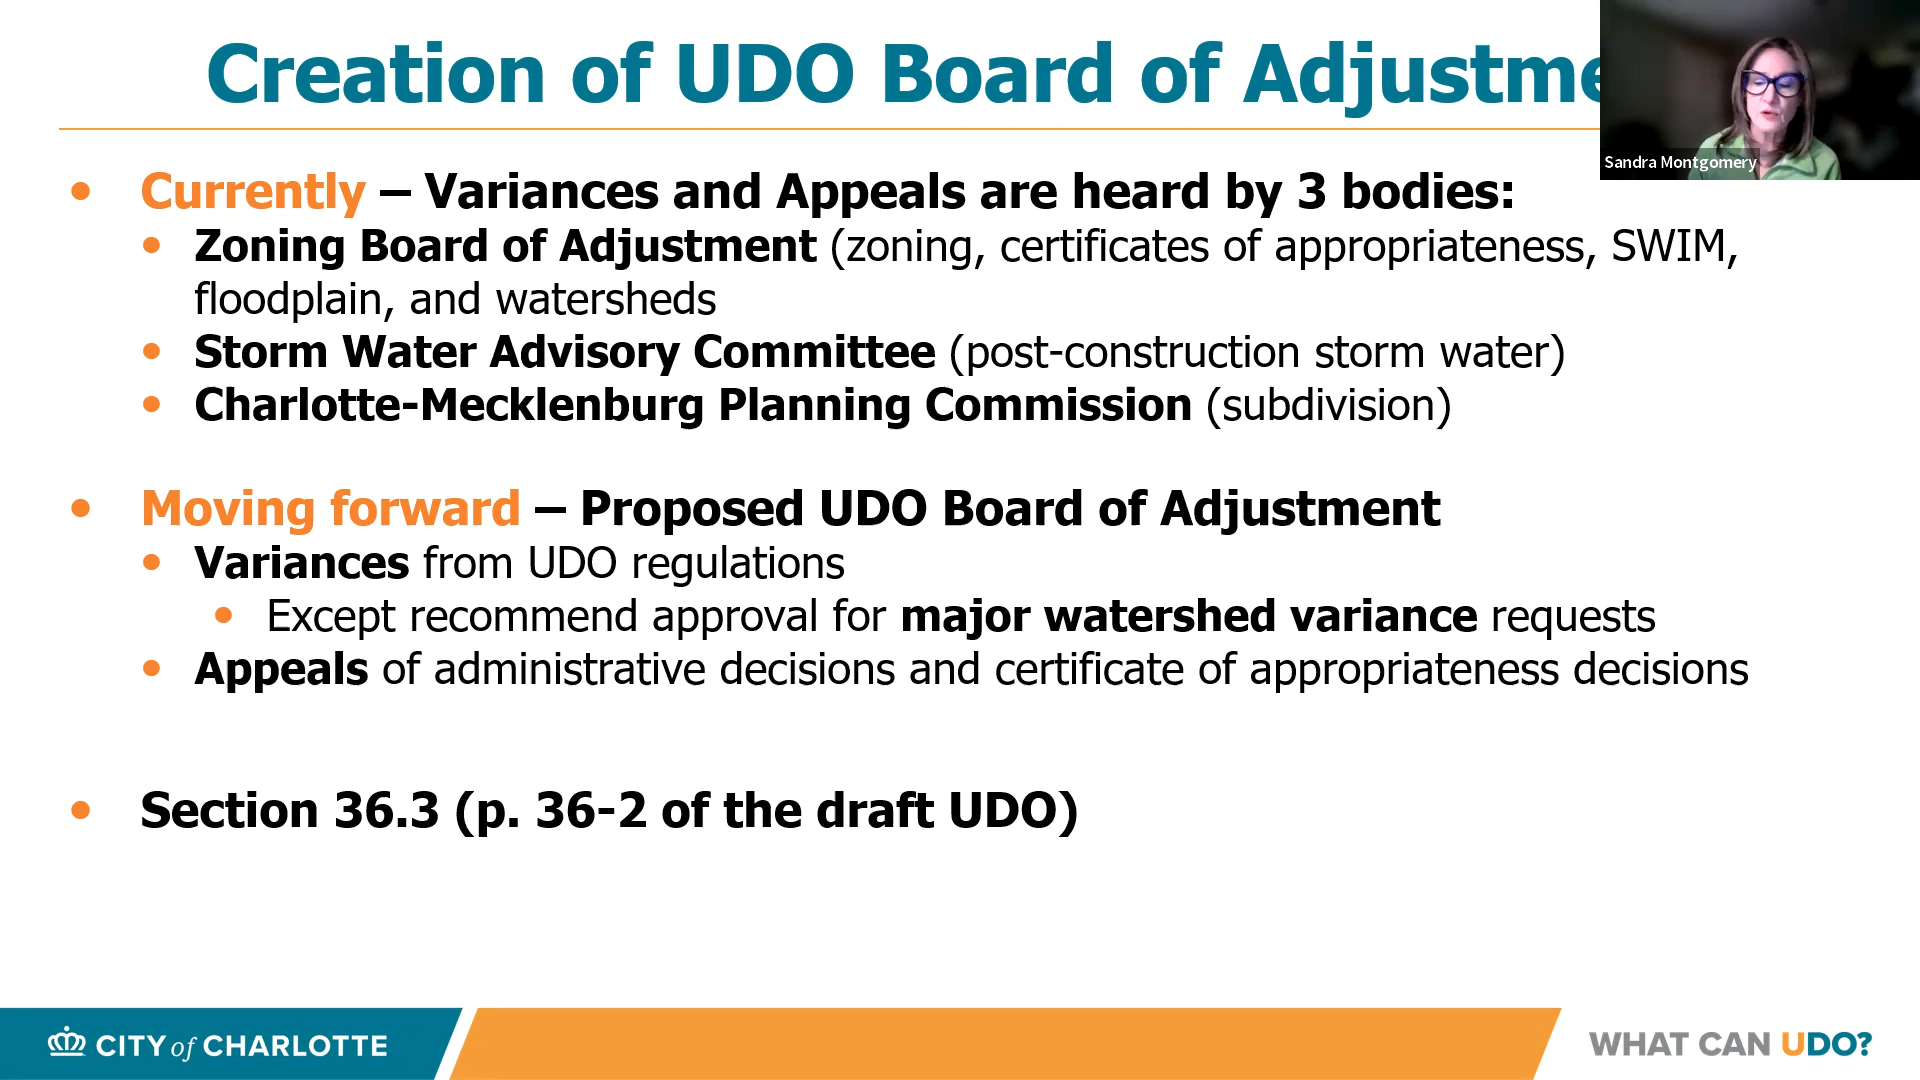 Creation of UDO Board of Adjustme
Sandra Montgomery
• Currently – Variances and Appeals are heard by 3 bodies:
• Zoning Board of Adjustment (zoning, certificates of appropriateness, SWIM,
floodplain, and watersheds
• Storm Water Advisory Committee (post-construction storm water)
• Charlotte-Mecklenburg Planning Commission (subdivision)
• Moving forward – Proposed UDO Board of Adjustment
• Variances from UDO regulations
• Except recommend approval for major watershed variance requests
• Appeals of administrative decisions and certificate of appropriateness decisions
• Section 36.3 (p. 36-2 of the draft UDO)
CITY of CHARLOTTE
WHAT CAN UDO?